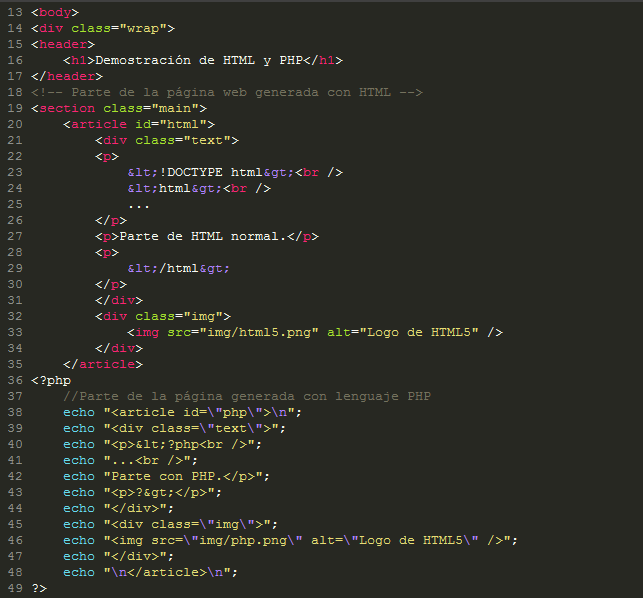 13 <body>
14 <div class="wrap">
15 <header>
16     <h1>Demostración de HTML y PHP</h1>
17 </header>
18 <!-- Parte de la página web generada con HTML -->
19 <section class="main">
20     <article id="html">
21         <div class="text">
22         <p>
23             &lt;!DOCTYPE html&gt;<br />
24             &lt;html&gt;<br />
25             ...
26         </p>
27         <p>Parte de HTML normal.</p>
28         <p>
29             &lt;/html&gt;
30         </p>
31         </div>
32         <div class="img">
33             <img src="img/html5.png" alt="Logo de HTML5" />
34         </div>
35     </article>
36 <?php
37     //Parte de la página generada con lenguaje PHP
38     echo "<article id=\"php\">\n";
39     echo "<div class=\"text\">";
40     echo "<p>&lt;?php<br />";
41     echo "...<br />";
42     echo "Parte con PHP.</p>";
43     echo "<p>?&gt;</p>";
44     echo "</div>";
45     echo "<div class=\"img\">";
46     echo "<img src=\"img/php.png\" alt=\"Logo de HTML5\" />";
47     echo "</div>";
48     echo "\n</article>\n";
49 ?>